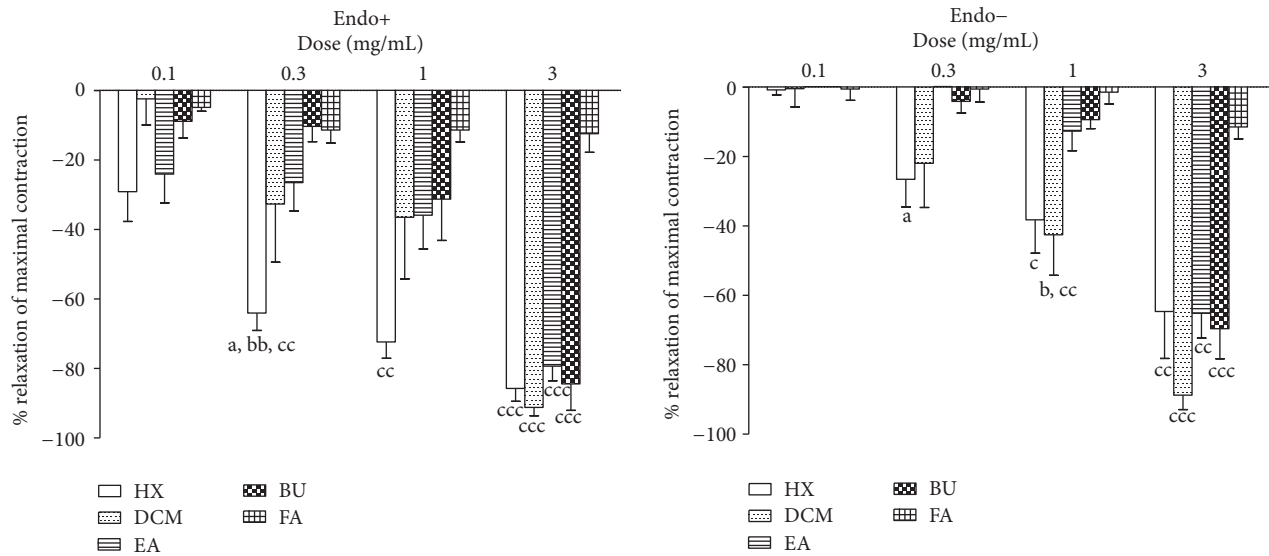 Endo+
Dose (mg/mL)
0.1 0.3 1 3
0
−20
−40
−60
−80
−100
% relaxation of maximal contraction
a, bb, cc
cc
ccc
ccc
ccc
ccc
HX
DCM
EA
BU
FA
Endo−
Dose (mg/mL)
0.1 0.3 1 3
0
−20
−40
−60
−80
−100
% relaxation of maximal contraction
a
c
b, cc
cc
ccc
cc
ccc
HX
DCM
EA
BU
FA